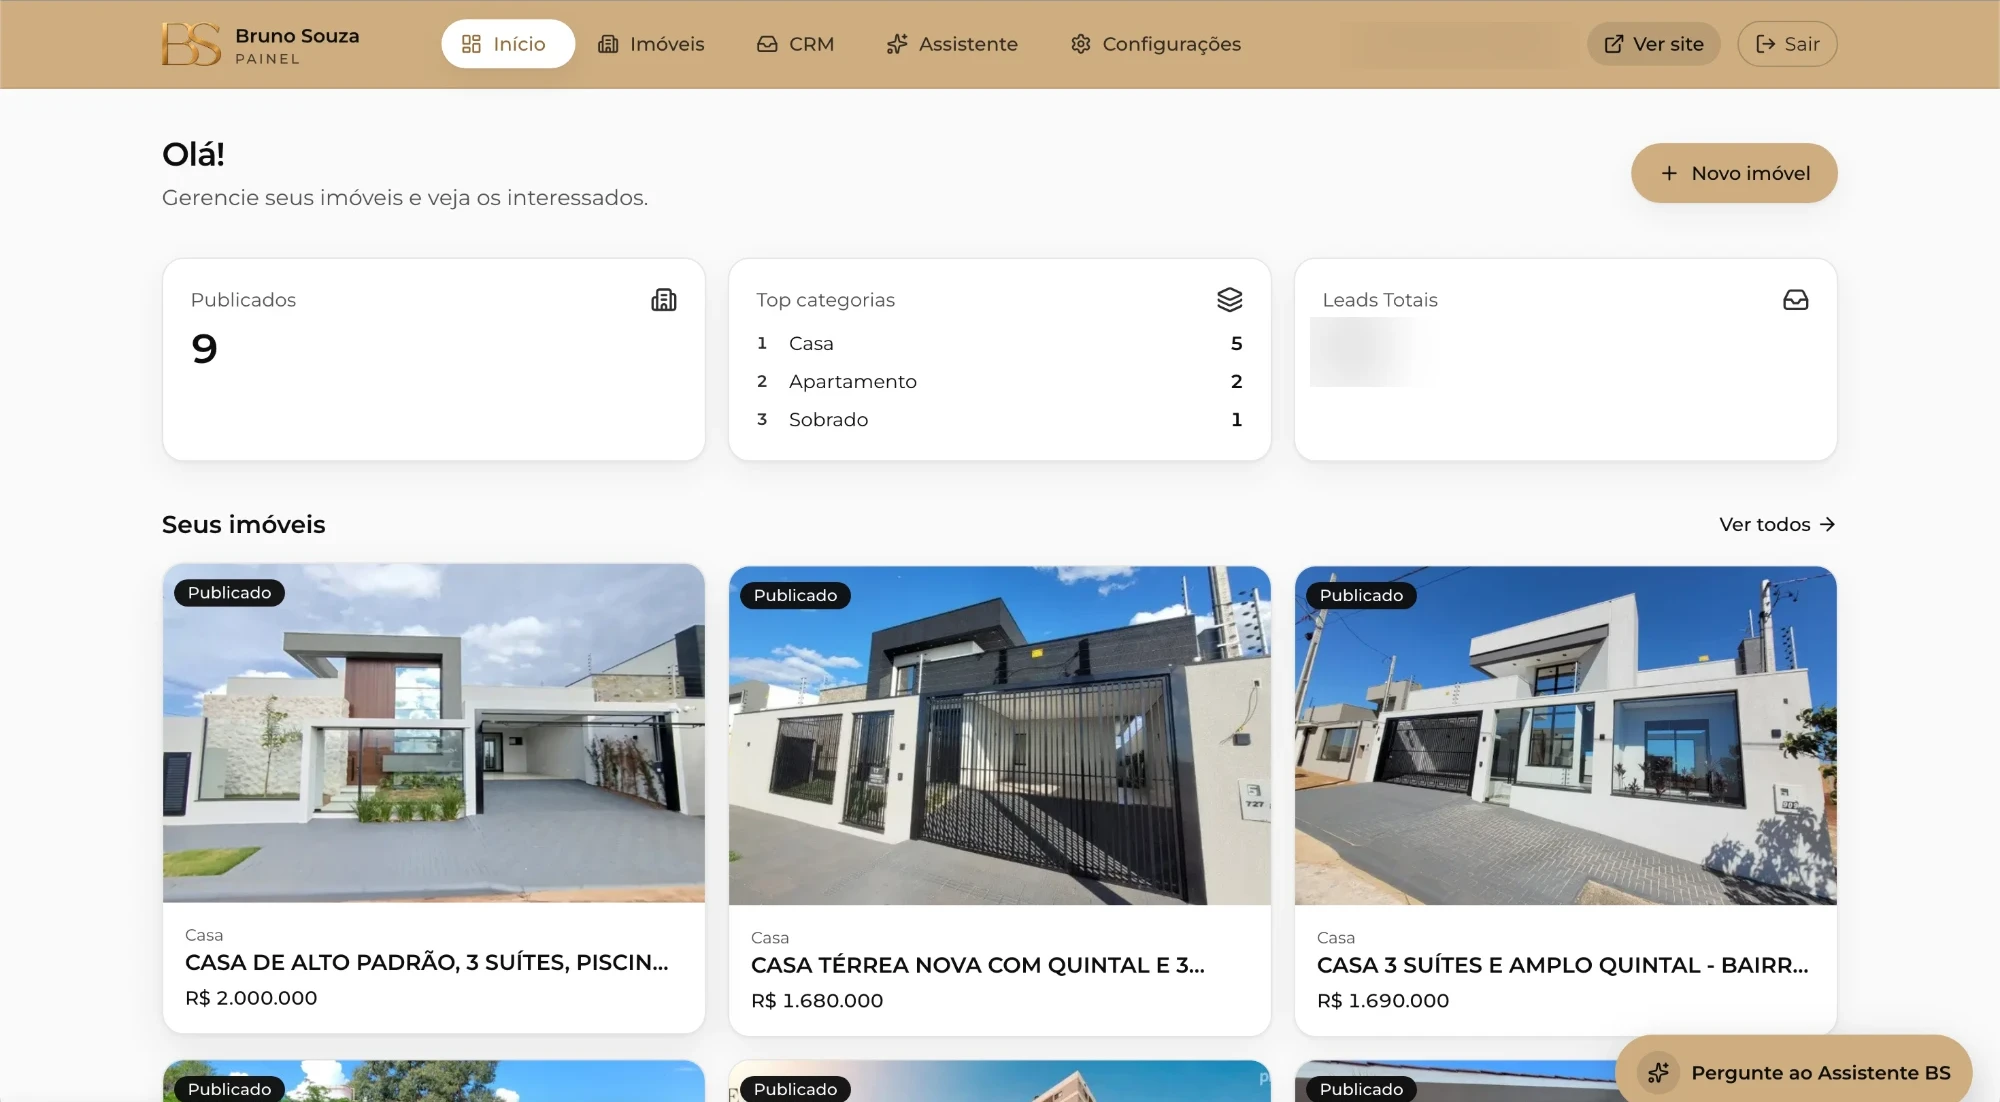 BS
Bruno Souza
PAINEL
Início
Imóveis
CRM
Assistente
Configurações
Ver site
Sair
Olá!
Gerencie seus imóveis e veja os interessados.
+ Novo imóvel
Publicados
9
Top categorias
1 Casa 5
2 Apartamento 2
3 Sobrado 1
Leads Totais
Seus imóveis
Ver todos →
Publicado
Casa
CASA DE ALTO PADRÃO, 3 SUÍTES, PISCIN...
R$ 2.000.000
Publicado
727
Casa
CASA TÉRREA NOVA COM QUINTAL E 3...
R$ 1.680.000
Publicado
909
Casa
CASA 3 SUÍTES E AMPLO QUINTAL - BAIRR...
R$ 1.690.000
Publicado
Publicado
Publicado
Pergunte ao Assistente BS